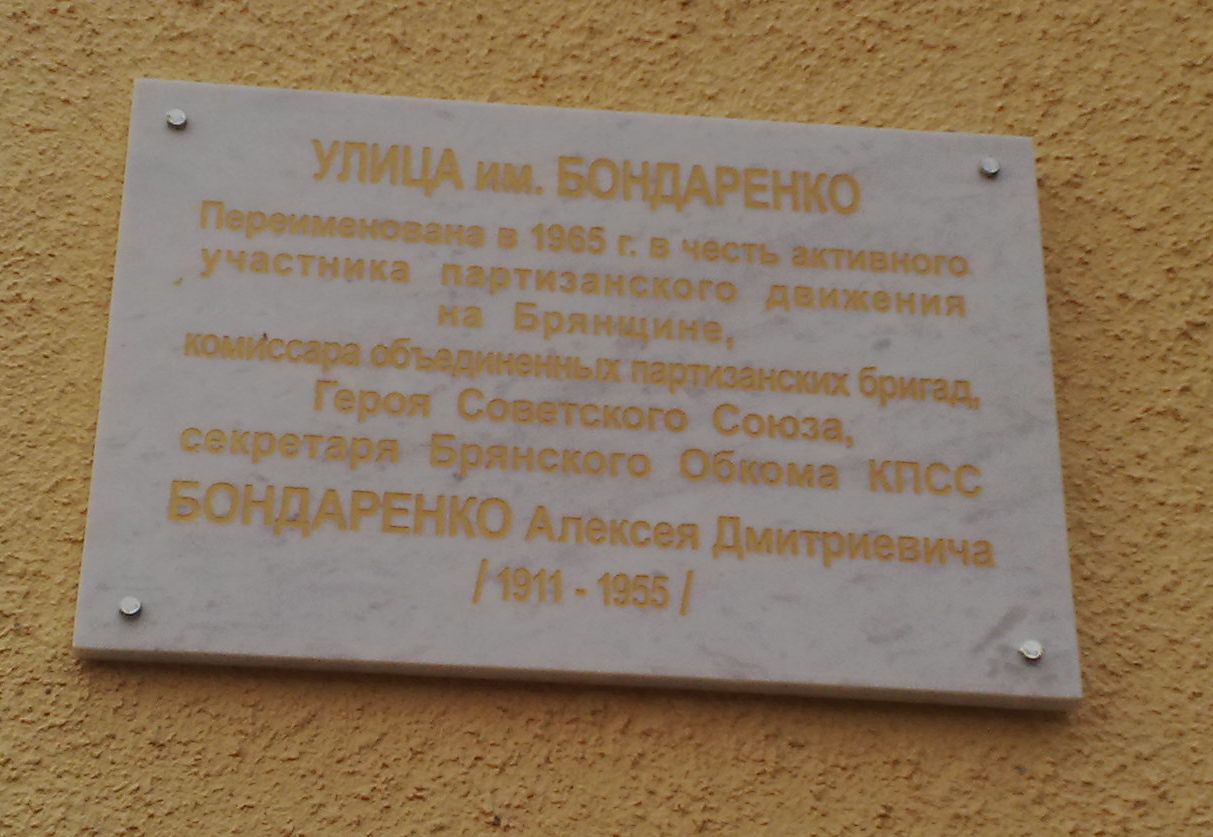 УЛИЦА им. БОНДАРЕНКО
Переименована в 1965 г. в честь активного
участника партизанского движения
на Брянщине,
комиссара объединенных партизанских бригад,
Героя Советского Союза,
секретаря Брянского Обкома КПСС
БОНДАРЕНКО Алексея Дмитриевича
/ 1911 - 1955 /